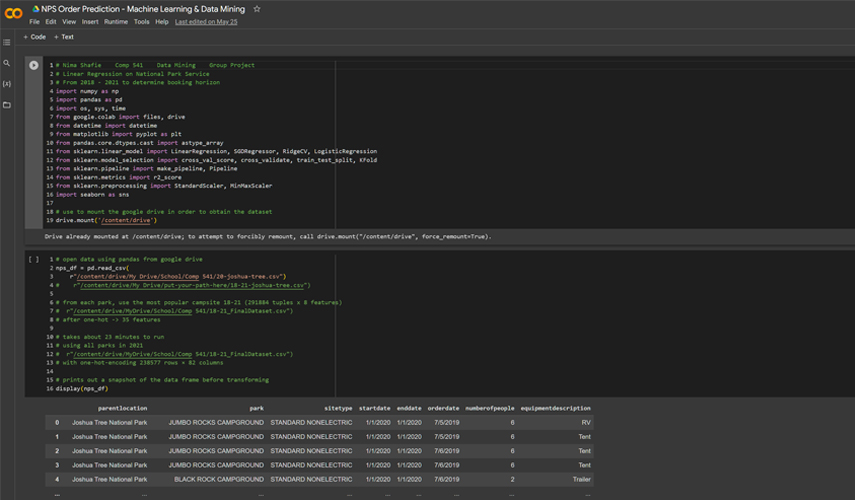 NPS Order Prediction - Machine Learning & Data Mining
File Edit View Insert Runtime Tools Help Last edited on May 25
+ Code + Text
1 # Nima Shafie Comp 541 Data Mining Group Project
2 # Linear Regression on National Park Service
3 # From 2018 - 2021 to determine booking horizon
4 import numpy as np
5 import pandas as pd
6 import os, sys, time
7 from google.colab import files, drive
8 from datetime import datetime
9 from matplotlib import pyplot as plt
10 from pandas.core.dtypes.cast import astype_array
11 from sklearn.linear_model import LinearRegression, SGDRegressor, RidgeCV, LogisticRegression
12 from sklearn.model_selection import cross_val_score, cross_validate, train_test_split, KFold
13 from sklearn.pipeline import make_pipeline, Pipeline
14 from sklearn.metrics import r2_score
15 from sklearn.preprocessing import StandardScaler, MinMaxScaler
16 import seaborn as sns
17
18 # use to mount the google drive in order to obtain the dataset
19 drive.mount('/content/drive')
Drive already mounted at /content/drive; to attempt to forcibly remount, call drive.mount("/content/drive", force_remount=True).
[ ] 1 # open data using pandas from google drive
2 nps_df = pd.read_csv(
3 r"/content/drive/My Drive/School/Comp 541/20-joshua-tree.csv")
4 # r"/content/drive/My Drive/put-your-path-here/18-21-joshua-tree.csv")
5
6 # from each park, use the most popular campsite 18-21 (291884 tuples x 8 features)
7 # r"/content/drive/MyDrive/School/Comp 541/18-21_FinalDataset.csv")
8 # after one-hot -> 35 features
9
10 # takes about 23 minutes to run
11 # using all parks in 2021
12 # r"/content/drive/MyDrive/School/Comp 541/18-21_FinalDataset.csv")
13 # with one-hot-encoding 230577 rows × 82 columns
14
15 # prints out a snapshot of the data frame before transforming
16 display(nps_df)
parentlocation park sitetype startdate enddate orderdate numberofpeople equipmentdescription
0 Joshua Tree National Park JUMBO ROCKS CAMPGROUND STANDARD NONELECTRIC 1/1/2020 1/1/2020 7/5/2019 6 RV
1 Joshua Tree National Park JUMBO ROCKS CAMPGROUND STANDARD NONELECTRIC 1/1/2020 1/1/2020 7/5/2019 6 Tent
2 Joshua Tree National Park JUMBO ROCKS CAMPGROUND STANDARD NONELECTRIC 1/1/2020 1/1/2020 7/6/2019 6 Tent
3 Joshua Tree National Park JUMBO ROCKS CAMPGROUND STANDARD NONELECTRIC 1/1/2020 1/1/2020 7/6/2019 6 Tent
4 Joshua Tree National Park BLACK ROCK CAMPGROUND STANDARD NONELECTRIC 1/1/2020 1/1/2020 7/6/2019 2 Trailer
... ... ... ... ... ... ... ... ...